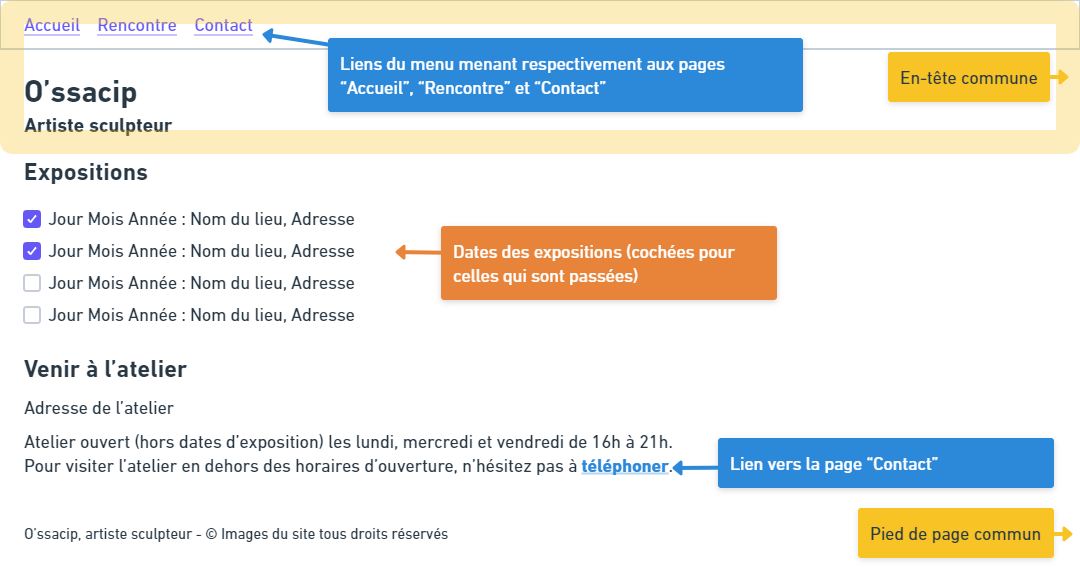 Accueil Rencontre Contact
Liens du menu menant respectivement aux pages
“Accueil”, “Rencontre” et “Contact”
En-tête commune
O’ssacip
Artiste sculpteur
Expositions
Jour Mois Année : Nom du lieu, Adresse
Jour Mois Année : Nom du lieu, Adresse
Jour Mois Année : Nom du lieu, Adresse
Jour Mois Année : Nom du lieu, Adresse
Dates des expositions (cochées pour
celles qui sont passées)
Venir à l’atelier
Adresse de l’atelier
Atelier ouvert (hors dates d’exposition) les lundi, mercredi et vendredi de 16h à 21h.
Pour visiter l’atelier en dehors des horaires d’ouverture, n’hésitez pas à téléphoner.
Lien vers la page “Contact”
O’ssacip, artiste sculpteur - © Images du site tous droits réservés
Pied de page commun